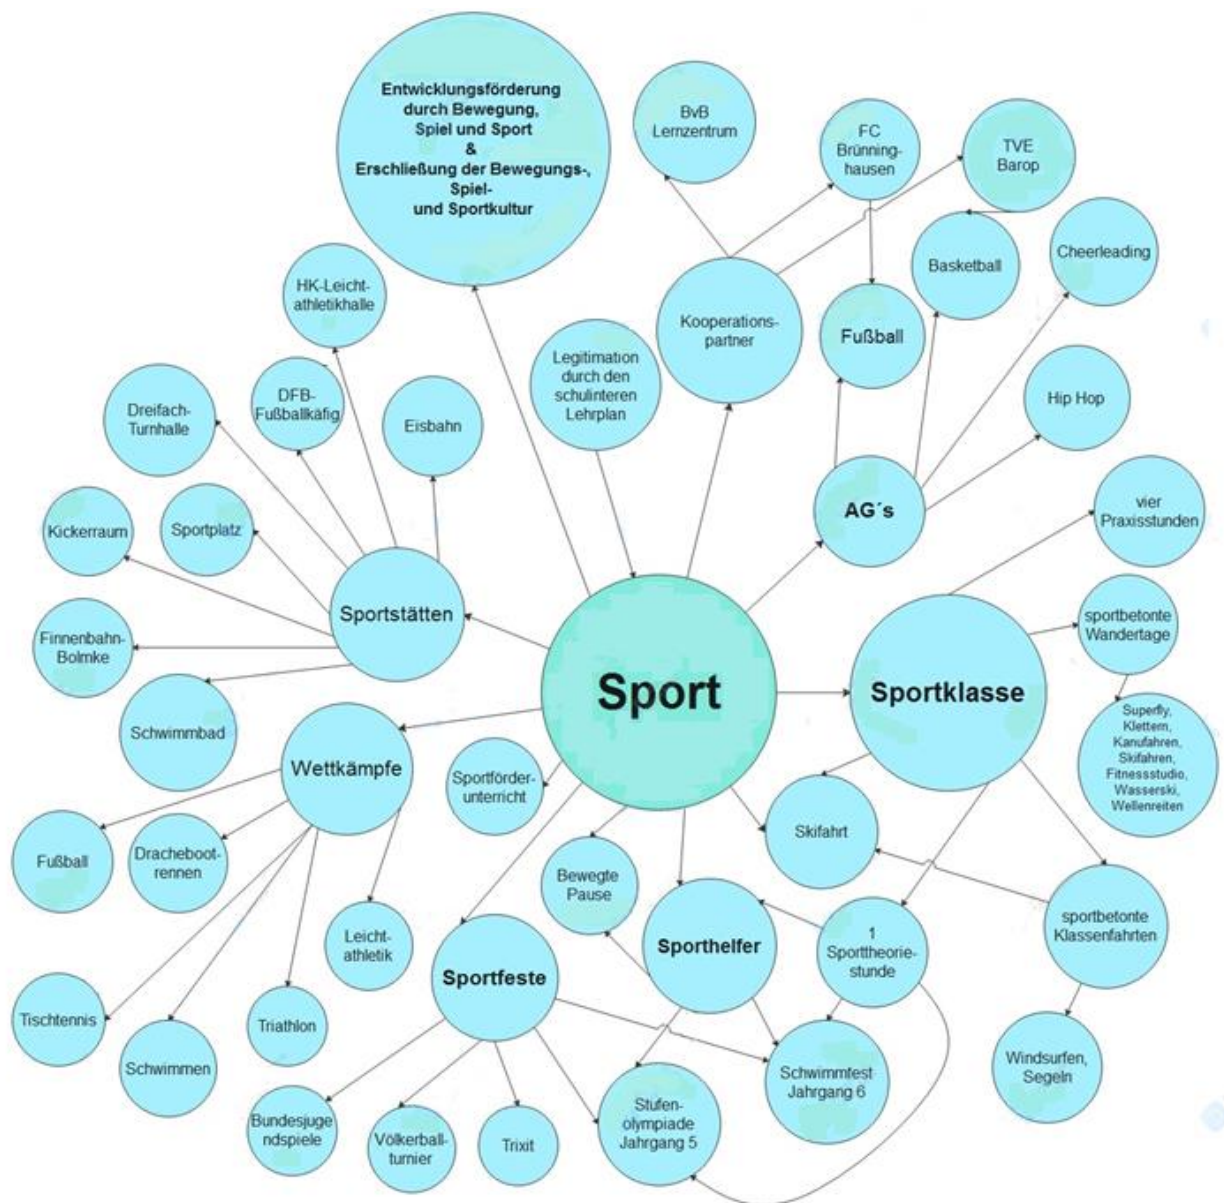 Entwicklungsförderung
durch Bewegung,
Spiel und Sport
&
Erschließung der Bewegungs-,
Spiel-
und Sportkultur
BvB
Lernzentrum
FC
Brünning-
hausen
TVE
Barop
HK-Leicht-
athletikhalle
Kooperations-
partner
Basketball
Cheerleading
Legitimation
durch den
schulinteren
Lehrplan
Fußball
Dreifach-
Turnhalle
DFB-
Fußballkäfig
Eisbahn
Hip Hop
Kickerraum
Sportplatz
AG´s
vier
Praxisstunden
Sportstätten
Finnenbahn-
Bolmke
sportbetonte
Wandertage
Sport
Sportklasse
Schwimmbad
Superfly,
Klettern,
Kanufahren,
Skifahren,
Fitnessstudio,
Wasserski,
Wellenreiten
Wettkämpfe
Sportförder-
unterricht
Skifahrt
Fußball
Dracheboot-
rennen
Bewegte
Pause
Leicht-
athletik
Sportfeste
Sporthelfer
1
Sporttheorie-
stunde
sportbetonte
Klassenfahrten
Tischtennis
Schwimmen
Triathlon
Windsurfen,
Segeln
Schwimmfest
Jahrgang 6
Bundesjuge
ndspiele
Völkerball-
turnier
Trixit
Stufen-
olympiade
Jahrgang 5